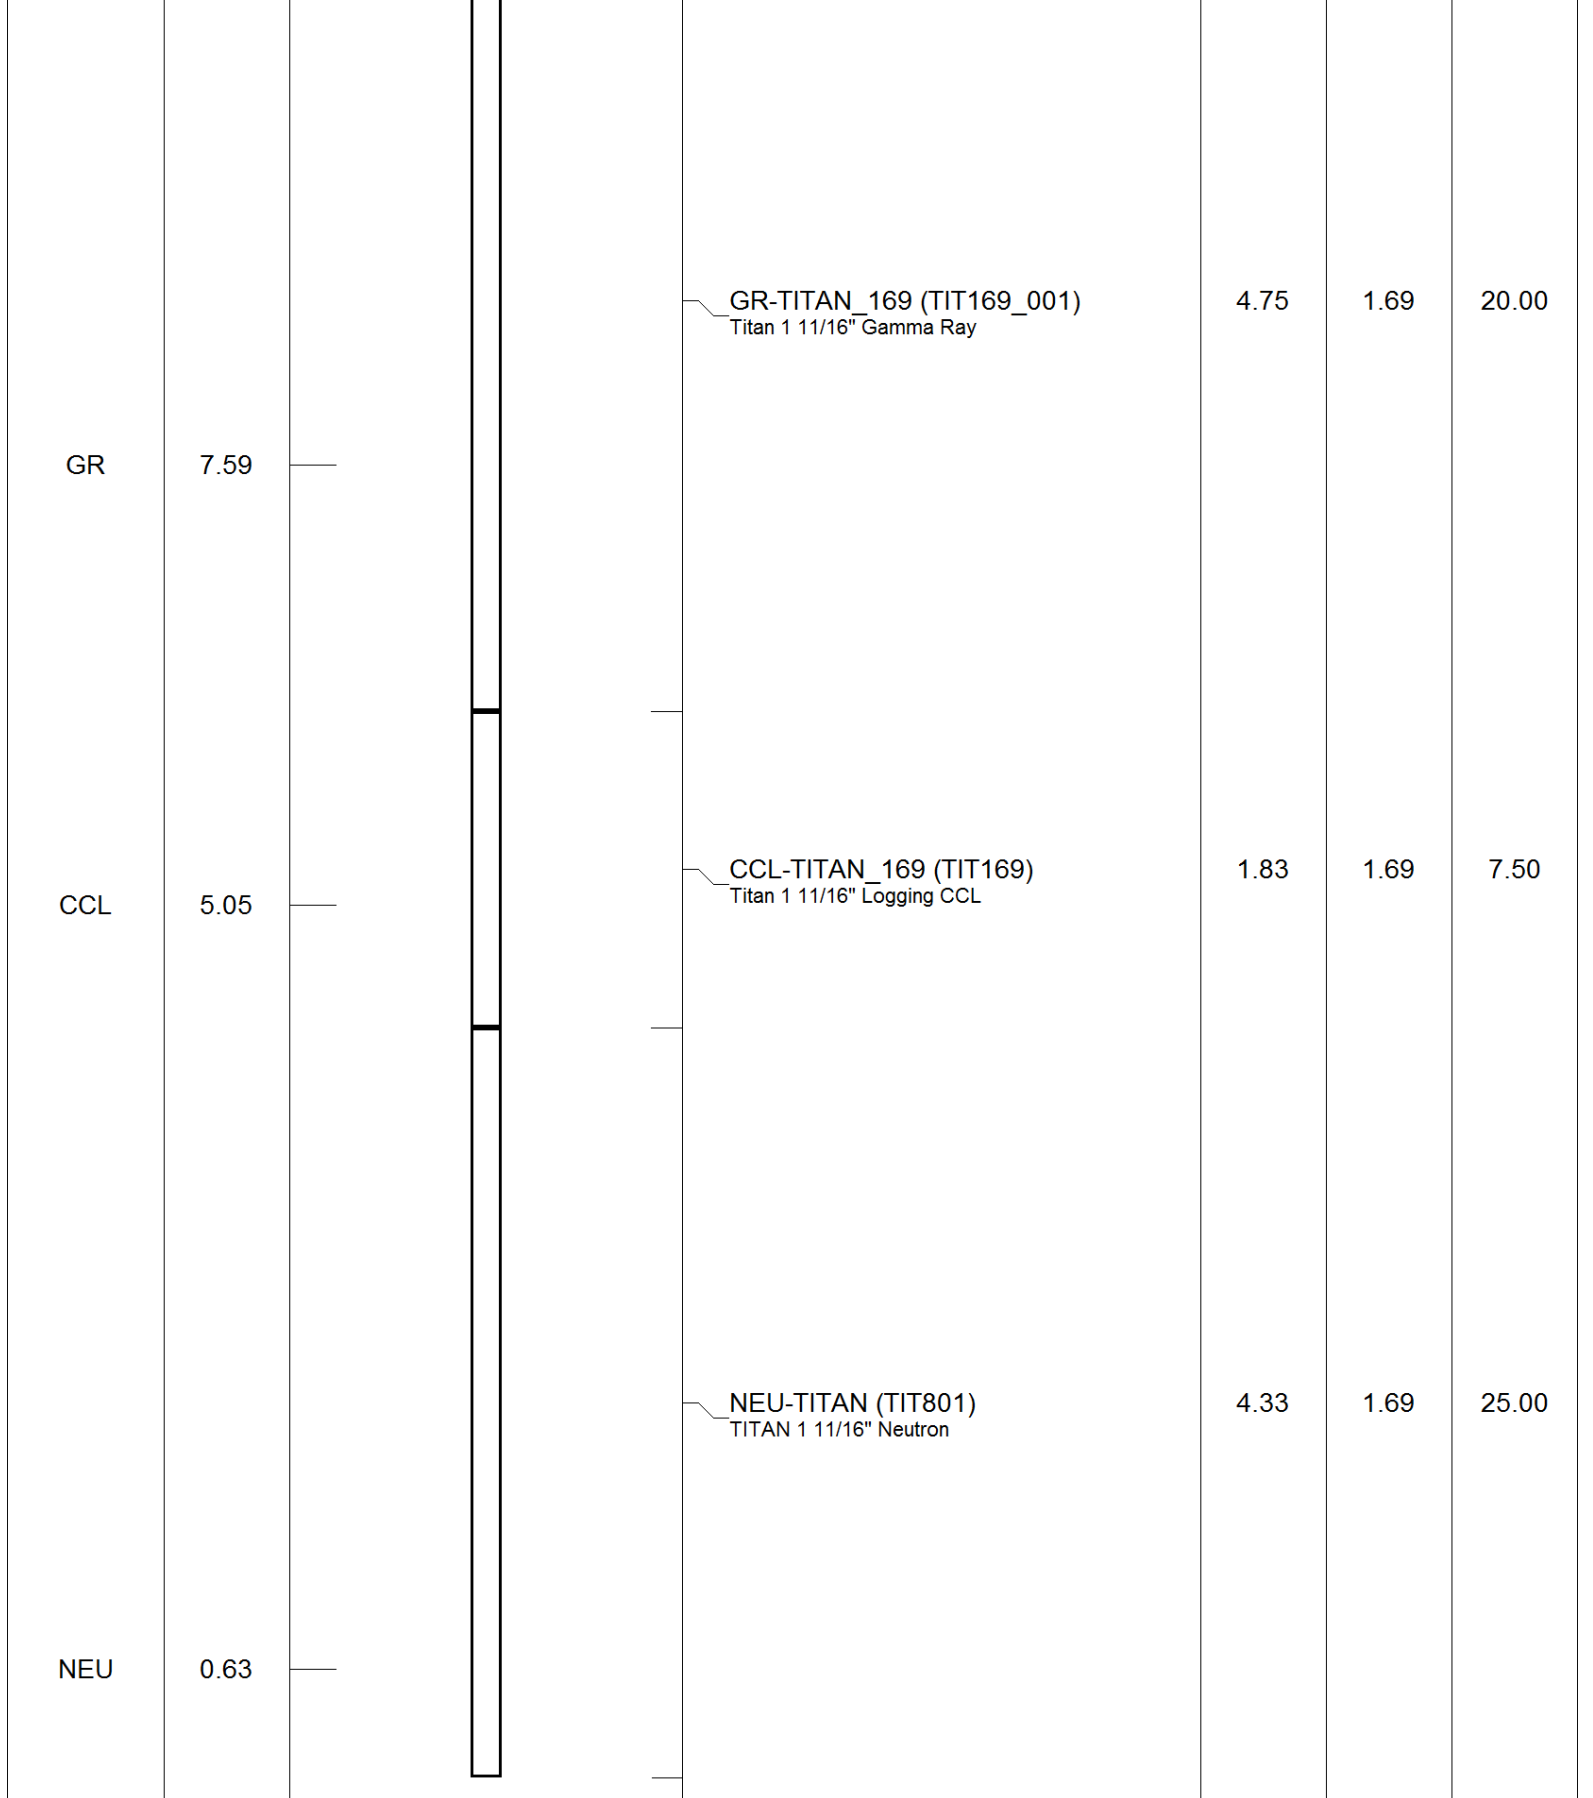 GR-TITAN_169 (TIT169_001) 4.75 1.69 20.00
Titan 1 11/16" Gamma Ray
GR 7.59
CCL-TITAN_169 (TIT169) 1.83 1.69 7.50
Titan 1 11/16" Logging CCL
CCL 5.05
NEU-TITAN (TIT801) 4.33 1.69 25.00
TITAN 1 11/16" Neutron
NEU 0.63